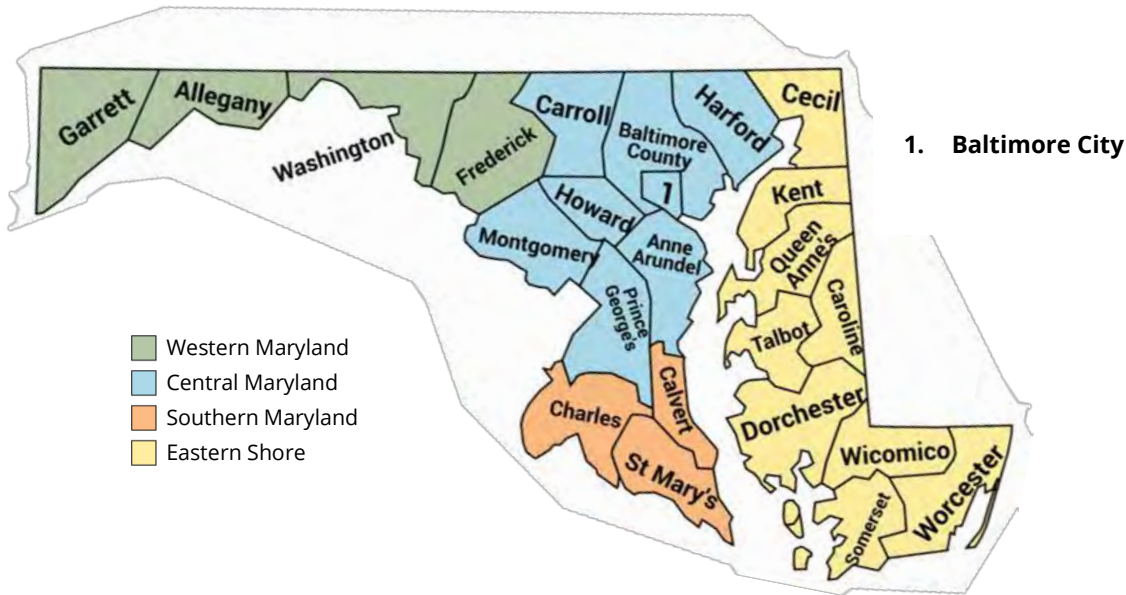 Garrett
Allegany
Washington
Frederick
Carroll
Baltimore
County
Harford
Cecil
1. Baltimore City
1
Howard
Montgomery
Anne
Arundel
Prince
George's
Kent
Queen
Anne's
Caroline
Talbot
Western Maryland
Central Maryland
Southern Maryland
Eastern Shore
Calvert
Charles
St Mary's
Dorchester
Wicomico
Somerset
Worcester